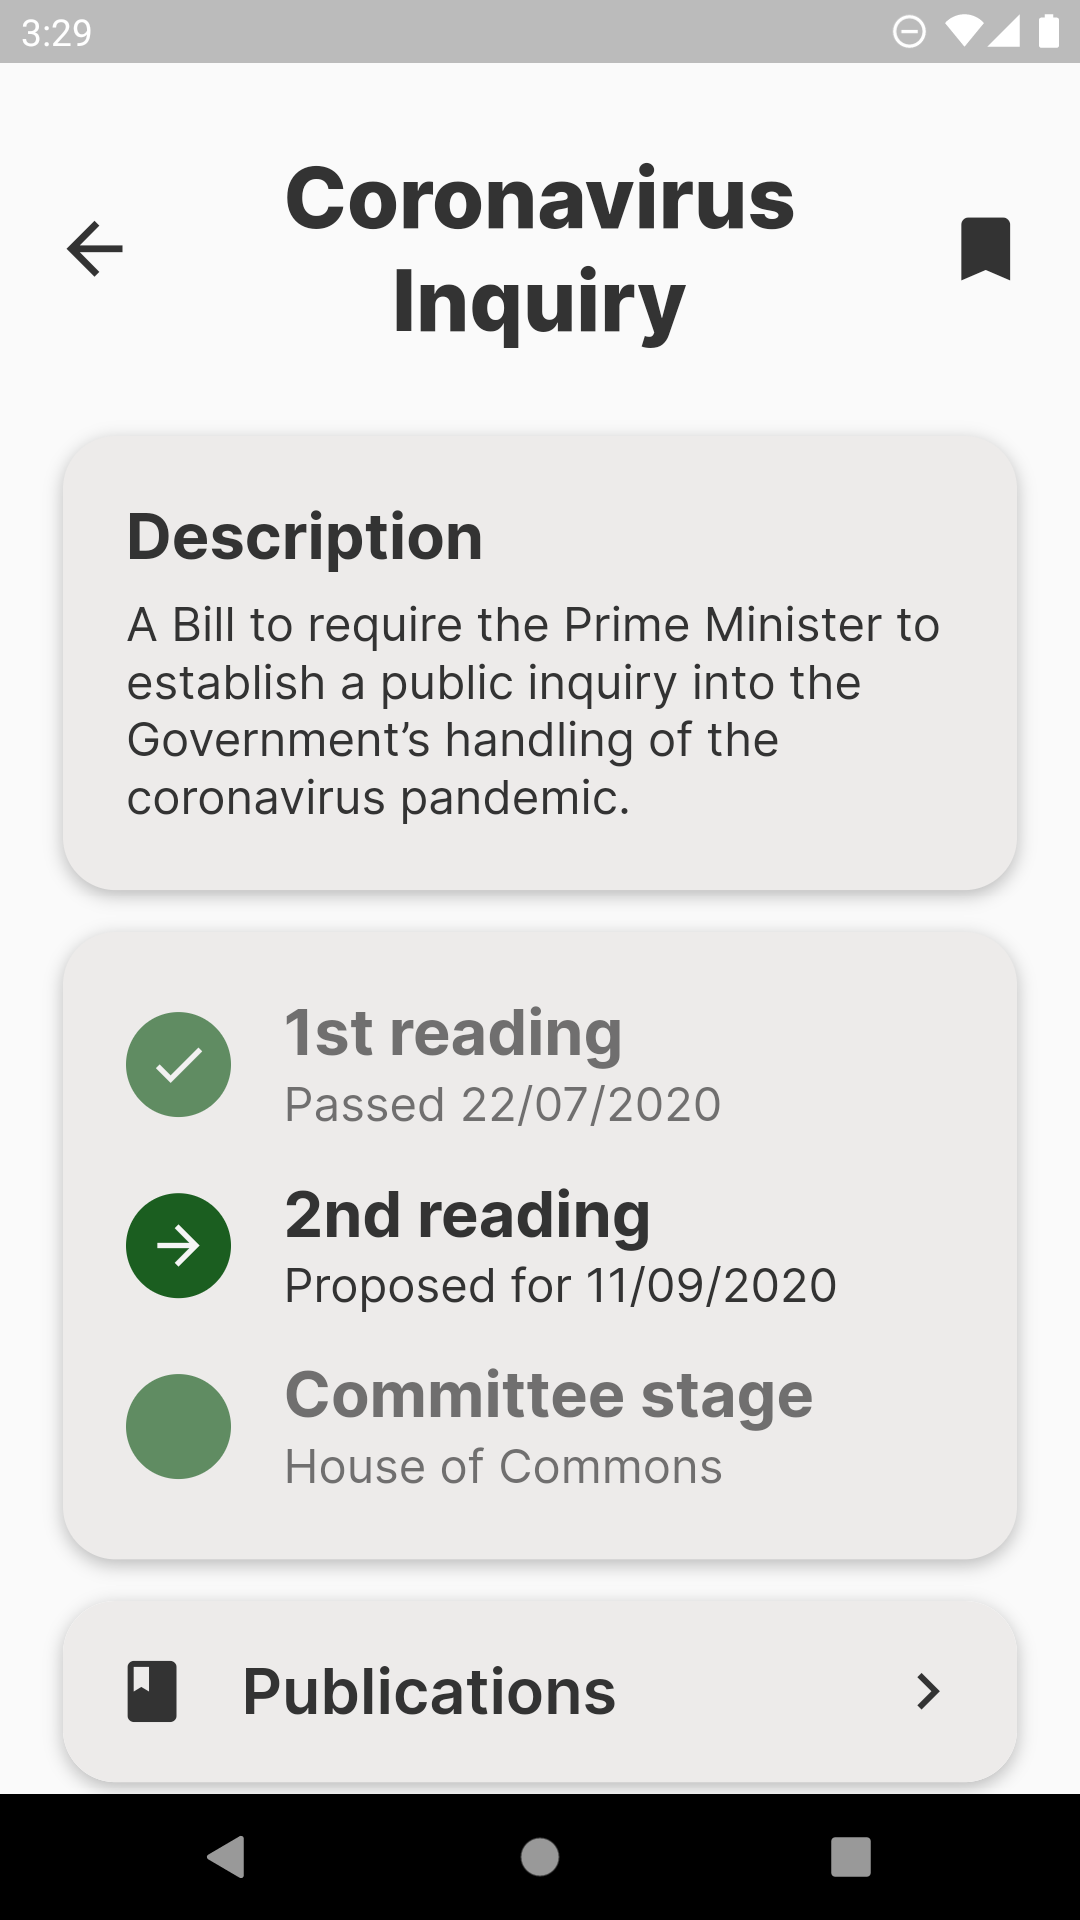 3:29
Coronavirus
Inquiry
Description
A Bill to require the Prime Minister to
establish a public inquiry into the
Government’s handling of the
coronavirus pandemic.
1st reading
Passed 22/07/2020
2nd reading
Proposed for 11/09/2020
Committee stage
House of Commons
Publications